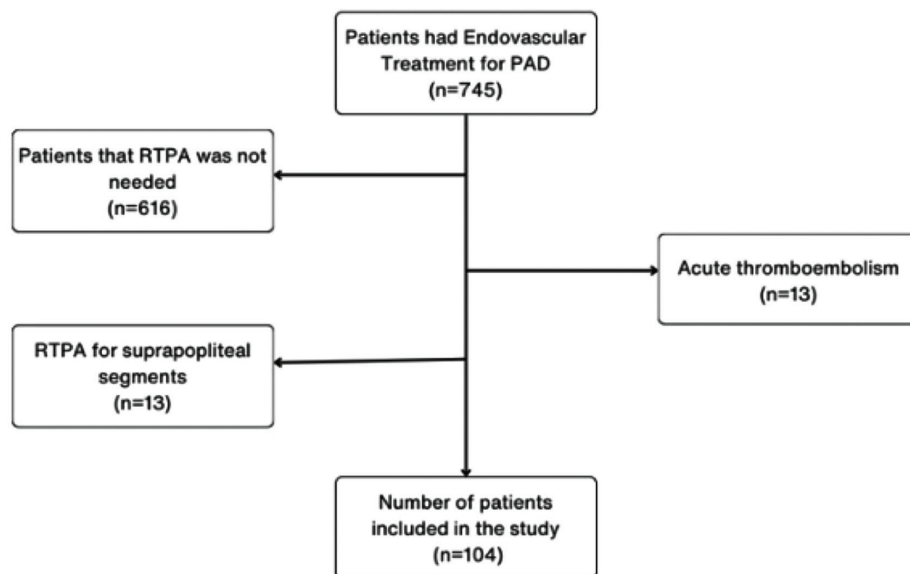 Patients had Endovascular
Treatment for PAD
(n=745)
Patients that RTPA was not
needed
(n=616)
Acute thromboembolism
(n=13)
RTPA for suprapopliteal
segments
(n=13)
Number of patients
included in the study
(n=104)